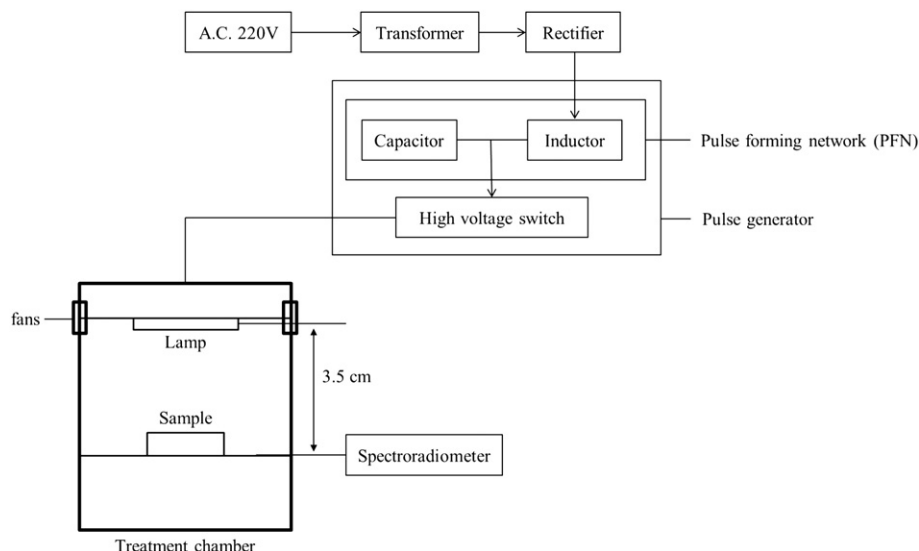 A.C. 220V
Transformer
Rectifier
Capacitor
Inductor
Pulse forming network (PFN)
High voltage switch
Pulse generator
fans
Lamp
3.5 cm
Sample
Spectroradiometer
Treatment chamber